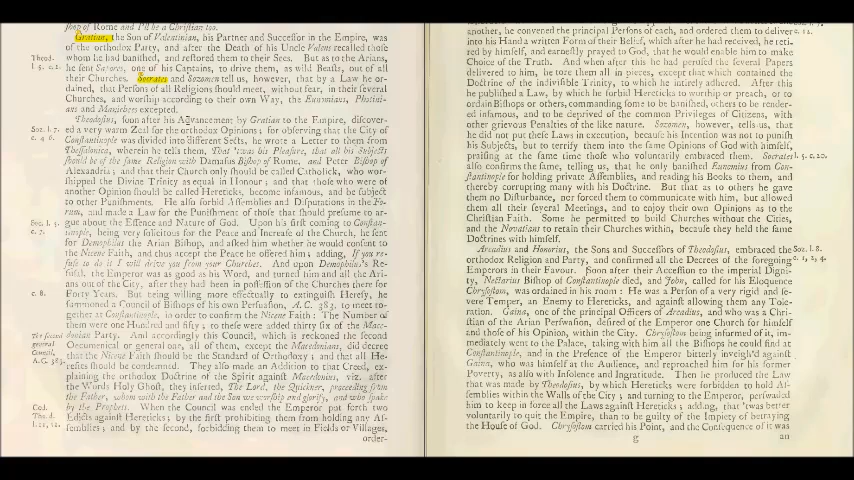 ſhop of Rome and I'll be a Christian too.
Gratian, the Son of Valentinian, his Partner and Succeſſor in the Empire, was
of the orthodox Party, and after the Death of his Uncle Valens recalled thoſe
whom he had baniſhed, and reſtored them to their Sees. But as to the Arians,
he ſent Sapores, one of his Captains, to drive them, as wild Beaſts, out of all
their Churches. Socrates and Sozomen tell us, however, that by a Law he or-
dained, that Perſons of all Religions ſhould meet, without fear, in their ſeveral
Churches, and worſhip according to their own Way, the Eunomians, Photini-
ans and Manichees excepted.
Theodoſius, ſoon after his Advancement by Gratian to the Empire, diſcover-
ed a very warm Zeal for the orthodox Opinions; for obſerving that the City of
Conſtantinople was divided into different Sects, he wrote a Letter to them from
Theſſalonica, wherein he tells them, That 'twas his Pleaſure, that all his Subjects
ſhould be of the ſame Religion with Damaſus Biſhop of Rome, and Peter Biſhop of
Alexandria; and that their Church only ſhould be called Catholick, who wor-
ſhipped the Divine Trinity as equal in Honour; and that thoſe who were of
another Opinion ſhould be called Hereticks, become infamous, and be ſubject
to other Puniſhments. He alſo forbid Aſſemblies and Diſputations in the Fo-
rum, and made a Law for the Puniſhment of thoſe that ſhould preſume to ar-
gue about the Eſſence and Nature of God. Upon his firſt coming to Conſtan-
tinople, being very ſolicitous for the Peace and Increaſe of the Church, he ſent
for Demophilus the Arian Biſhop, and asked him whether he would conſent to
the Nicene Faith, and thus accept the Peace he offered him; adding, If you re-
fuſe to do it I will drive you from your Churches. And upon Demophilus's Re-
fuſal, the Emperor was as good as his Word, and turned him and all the Ari-
ans out of the City, after they had been in poſſeſſion of the Churches there for
Forty Years. But being willing more effectually to extinguiſh Hereſy, he
ſummoned a Council of Biſhops of his own Perſuaſion, A.C. 383, to meet to-
gether at Conſtantinople, in order to confirm the Nicene Faith: The Number of
them were one Hundred and fifty; to theſe were added thirty ſix of the Mace-
donian Party. And accordingly this Council, which is reckoned the ſecond
Oecumenical or general one, all of them, except the Macedonians, did decree
that the Nicene Faith ſhould be the Standard of Orthodoxy; and that all He-
reſies ſhould be condemned. They alſo made an Addition to that Creed, ex-
plaining the orthodox Doctrine of the Spirit againſt Macedonius, viz. after
the Words Holy Ghoſt, they inſerted, The Lord, the Quickner, proceeding from
the Father, whom with the Father and the Son we worſhip and glorify, and who ſpake
by the Prophets. When the Council was ended the Emperor put forth two
Edicts againſt Hereticks; by the firſt prohibiting them from holding any Aſ-
ſemblies; and by the ſecond, forbidding them to meet in Fields or Villages,
order-
Theod.
l. 5. c. 2.
Soz. l. 7.
c. 4. 6.
Soc. l. 5.
c. 7.
c. 8.
The ſecond
general
Council,
A.C. 383.
Cod.
Theod.
l. 11, 12.
another, he convened the principal Perſons of each, and ordered them to deliver
into his Hand a written Form of their Belief, which after he had received, he reti-
red by himſelf, and earneſtly prayed to God, that he would enable him to make
Choice of the Truth. And when after this he had peruſed the ſeveral Papers
delivered to him, he tore them all in pieces, except that which contained the
Doctrine of the indiviſible Trinity, to which he intirely adhered. After this
he publiſhed a Law, by which he forbid Hereticks to worſhip or preach, or to
ordain Biſhops or others, commanding ſome to be baniſhed, others to be render-
ed infamous, and to be deprived of the common Privileges of Citizens, with
other grievous Penalties of the like nature. Sozomen, however, tells us, that
he did not put theſe Laws in execution, becauſe his Intention was not to puniſh
his Subjects, but to terrify them into the ſame Opinions of God with himſelf,
praiſing at the ſame time thoſe who voluntarily embraced them. Socrates
alſo confirms the ſame, telling us, that he only baniſhed Eunomius from Con-
ſtantinople for holding private Aſſemblies, and reading his Books to them, and
thereby corrupting many with his Doctrine. But that as to others he gave
them no Diſturbance, nor forced them to communicate with him, but allowed
them all their ſeveral Meetings, and to enjoy their own Opinions as to the
Chriſtian Faith. Some he permitted to build Churches without the Cities,
and the Novatians to retain their Churches within, becauſe they held the ſame
Doctrines with himſelf.
Arcadius and Honorius, the Sons and Succeſſors of Theodoſius, embraced the
orthodox Religion and Party, and confirmed all the Decrees of the foregoing
Emperors in their Favour. Soon after their Acceſſion to the imperial Digni-
ty, Nectarius Biſhop of Conſtantinople died, and John, called for his Eloquence
Chryſoſtom, was ordained in his room: He was a Perſon of a very rigid and ſe-
vere Temper, an Enemy to Hereticks, and againſt allowing them any Tole-
ration. Gaina, one of the principal Officers of Arcadius, and who was a Chri-
ſtian of the Arian Perſwaſion, deſired of the Emperor one Church for himſelf
and thoſe of his Opinion, within the City. Chryſoſtom being informed of it, im-
mediately went to the Palace, taking with him all the Biſhops he could find at
Conſtantinople, and in the Preſence of the Emperor bitterly inveigh'd againſt
Gaina, who was himſelf at the Audience, and reproached him for his former
Poverty, as alſo with Inſolence and Ingratitude. Then he produced the Law
that was made by Theodoſius, by which Hereticks were forbidden to hold Aſ-
ſemblies within the Walls of the City; and turning to the Emperor, perſwaded
him to keep in force all the Laws againſt Hereticks; adding, that 'twas better
voluntarily to quit the Empire, than to be guilty of the Impiety of betraying
the Houſe of God. Chryſoſtom carried his Point, and the Conſequence of it was
g
an
c. 12.
l. 5. c. 20.
Soz. l. 8.
c. 1, 2, 4.